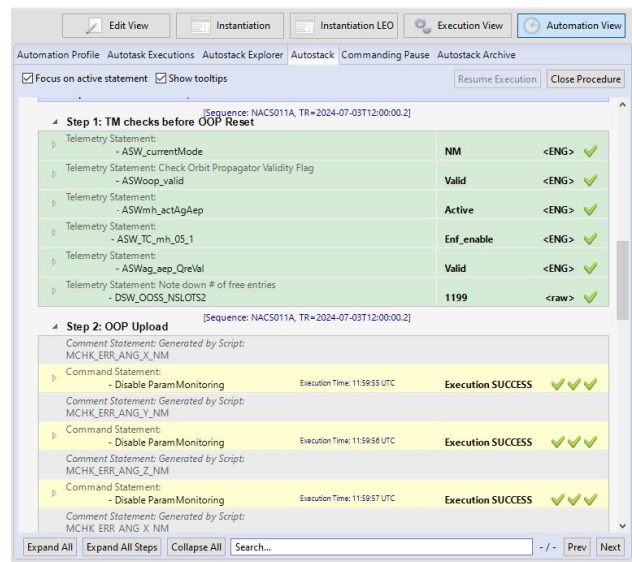 Edit View Instantiation Instantiation LEO Execution View Automation View
Automation Profile Autotask Executions Autostack Explorer Autostack Commanding Pause Autostack Archive
Focus on active statement Show tooltips Resume Execution Close Procedure
[Sequence: NACS011A, TR=2024-07-03T12:00:00.2]
Step 1: TM checks before OOP Reset
Telemetry Statement:
- ASW_currentMode NM <ENG>
Telemetry Statement: Check Orbit Propagator Validity Flag
- ASWoop_valid Valid <ENG>
Telemetry Statement:
- ASWmh_actAgAep Active <ENG>
Telemetry Statement:
- ASW_TC_mh_05_1 Enf_enable <ENG>
Telemetry Statement:
- ASWag_aep_QreVal Valid <ENG>
Telemetry Statement: Note down # of free entries
- DSW_OOSS_NSLOTS2 1199 <raw>
[Sequence: NACS011A, TR=2024-07-03T12:00:00.2]
Step 2: OOP Upload
Comment Statement: Generated by Script:
MCHK_ERR_ANG_X_NM
Command Statement:
- Disable ParamMonitoring Execution Time: 11:59:55 UTC Execution SUCCESS
Comment Statement: Generated by Script:
MCHK_ERR_ANG_Y_NM
Command Statement:
- Disable ParamMonitoring Execution Time: 11:59:56 UTC Execution SUCCESS
Comment Statement: Generated by Script:
MCHK_ERR_ANG_Z_NM
Command Statement:
- Disable ParamMonitoring Execution Time: 11:59:57 UTC Execution SUCCESS
Comment Statement: Generated by Script:
MCHK_ERR_ANG_X_NM
Expand All Expand All Steps Collapse All Search... - / - Prev Next